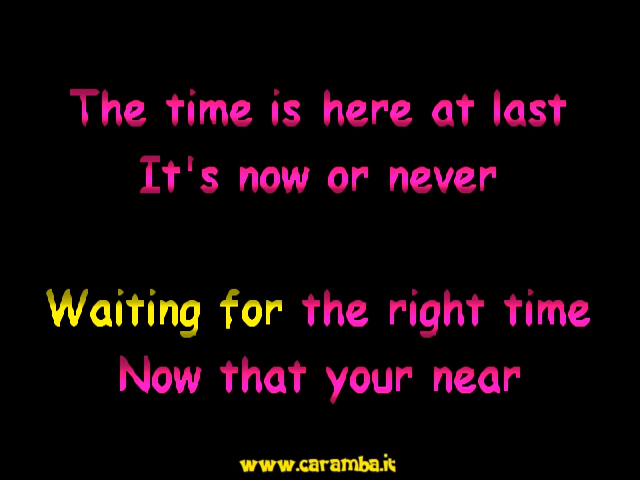 The time is here at last
It's now or never
Waiting for the right time
Now that your near
www.caramba.it